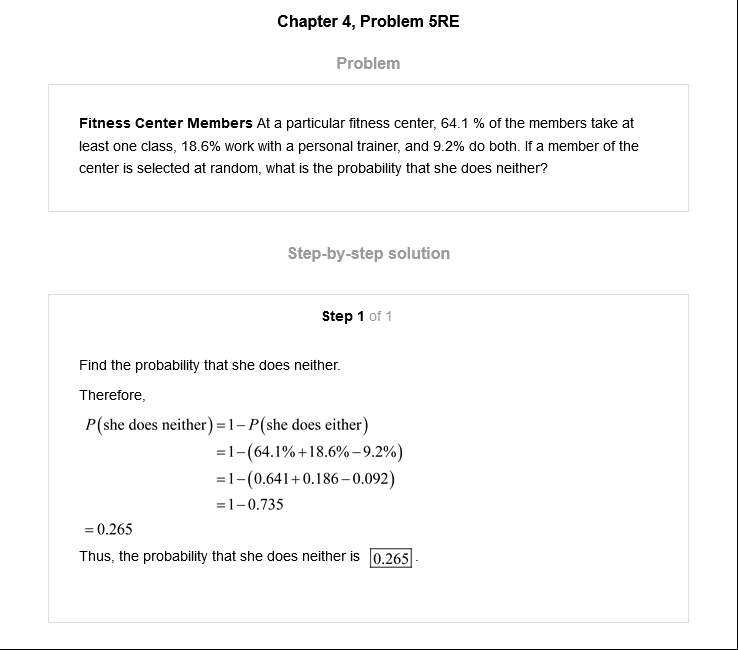 Chapter 4, Problem 5RE
Problem
Fitness Center Members At a particular fitness center, 64.1 % of the members take at
least one class, 18.6% work with a personal trainer, and 9.2% do both. If a member of the
center is selected at random, what is the probability that she does neither?
Step-by-step solution
Step 1 of 1
Find the probability that she does neither.
Therefore,
P(she does neither) = 1 − P(she does either)
= 1 − (64.1% + 18.6% − 9.2%)
= 1 − (0.641 + 0.186 − 0.092)
= 1 − 0.735
= 0.265
Thus, the probability that she does neither is 0.265.